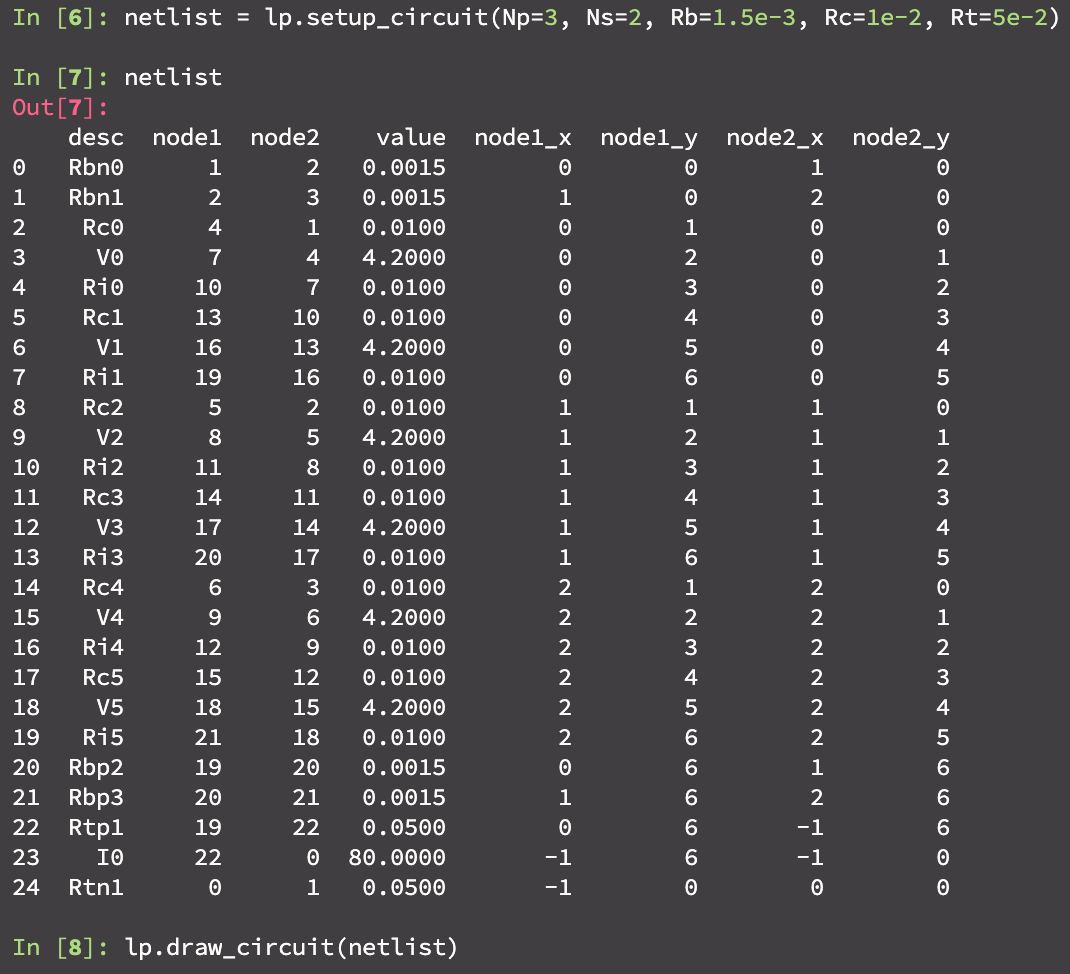 In [6]: netlist = lp.setup_circuit(Np=3, Ns=2, Rb=1.5e-3, Rc=1e-2, Rt=5e-2)
In [7]: netlist
Out[7]:
desc node1 node2 value node1_x node1_y node2_x node2_y
0 Rbn0 1 2 0.0015 0 0 1 0
1 Rbn1 2 3 0.0015 1 0 2 0
2 Rc0 4 1 0.0100 0 1 0 0
3 V0 7 4 4.2000 0 2 0 1
4 Ri0 10 7 0.0100 0 3 0 2
5 Rc1 13 10 0.0100 0 4 0 3
6 V1 16 13 4.2000 0 5 0 4
7 Ri1 19 16 0.0100 0 6 0 5
8 Rc2 5 2 0.0100 1 1 1 0
9 V2 8 5 4.2000 1 2 1 1
10 Ri2 11 8 0.0100 1 3 1 2
11 Rc3 14 11 0.0100 1 4 1 3
12 V3 17 14 4.2000 1 5 1 4
13 Ri3 20 17 0.0100 1 6 1 5
14 Rc4 6 3 0.0100 2 1 2 0
15 V4 9 6 4.2000 2 2 2 1
16 Ri4 12 9 0.0100 2 3 2 2
17 Rc5 15 12 0.0100 2 4 2 3
18 V5 18 15 4.2000 2 5 2 4
19 Ri5 21 18 0.0100 2 6 2 5
20 Rbp2 19 20 0.0015 0 6 1 6
21 Rbp3 20 21 0.0015 1 6 2 6
22 Rtp1 19 22 0.0500 0 6 -1 6
23 I0 22 0 80.0000 -1 6 -1 0
24 Rtn1 0 1 0.0500 -1 0 0 0
In [8]: lp.draw_circuit(netlist)